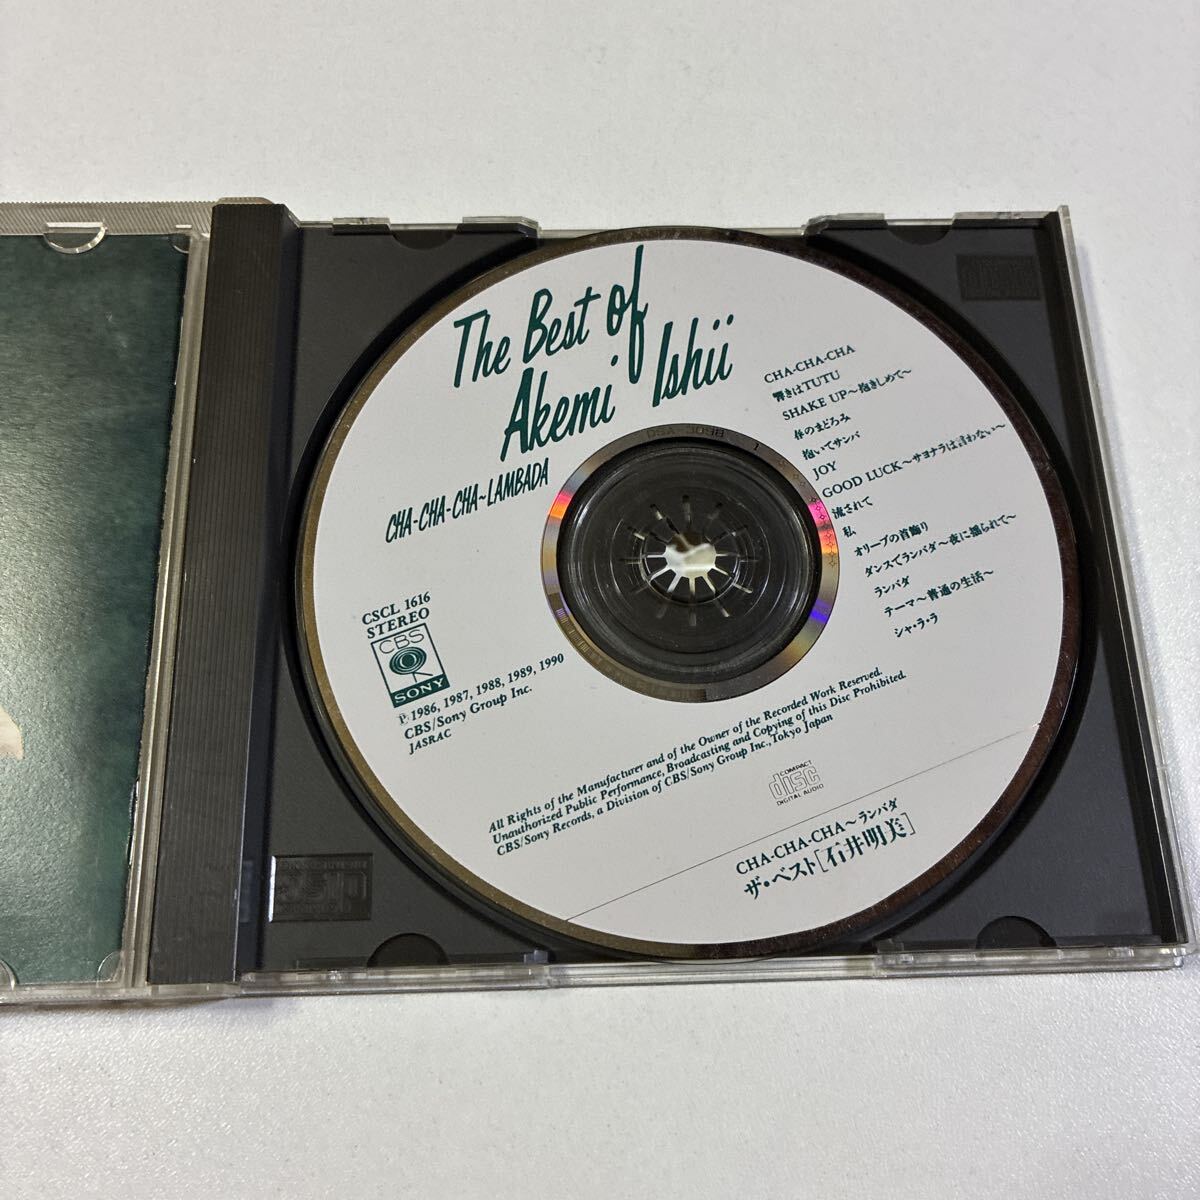 The Best of
Akemi Ishii
CHA-CHA-CHA~LAMBADA
CHA-CHA-CHA
響きはTUTU
SHAKE UP〜抱きしめて〜
春のまどろみ
抱いてサンバ
JOY
GOOD LUCK〜サヨナラは言わない〜
流されて
私
オリーブの首飾り
ダンスでランバダ〜夜に揺られて〜
ランバダ
テーマ〜普通の生活〜
シャ・ラ・ラ
CSCL 1616
STEREO
CBS
SONY
℗1986, 1987, 1988, 1989, 1990
CBS/Sony Group Inc.
JASRAC
All Rights of the Manufacturer and of the Owner of the Recorded Work Reserved.
Unauthorized Public Performance, Broadcasting and Copying of this Disc Prohibited.
CBS/Sony Records, a Division of CBS/Sony Group Inc., Tokyo Japan
COMPACT
disc
DIGITAL AUDIO
CHA-CHA-CHA〜ランバダ
ザ・ベスト[石井明美]